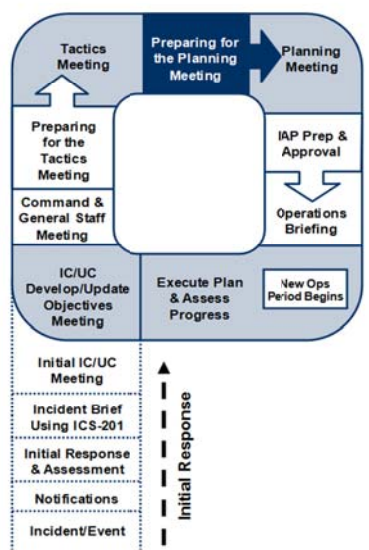 Tactics
Meeting
Preparing for
the Planning
Meeting
Planning
Meeting
Preparing
for the
Tactics
Meeting
IAP Prep &
Approval
Command &
General Staff
Meeting
Operations
Briefing
IC/UC
Develop/Update
Objectives
Meeting
Execute Plan
& Assess
Progress
New Ops
Period Begins
Initial IC/UC
Meeting
Incident Brief
Using ICS-201
Initial Response
& Assessment
Notifications
Incident/Event
Initial Response